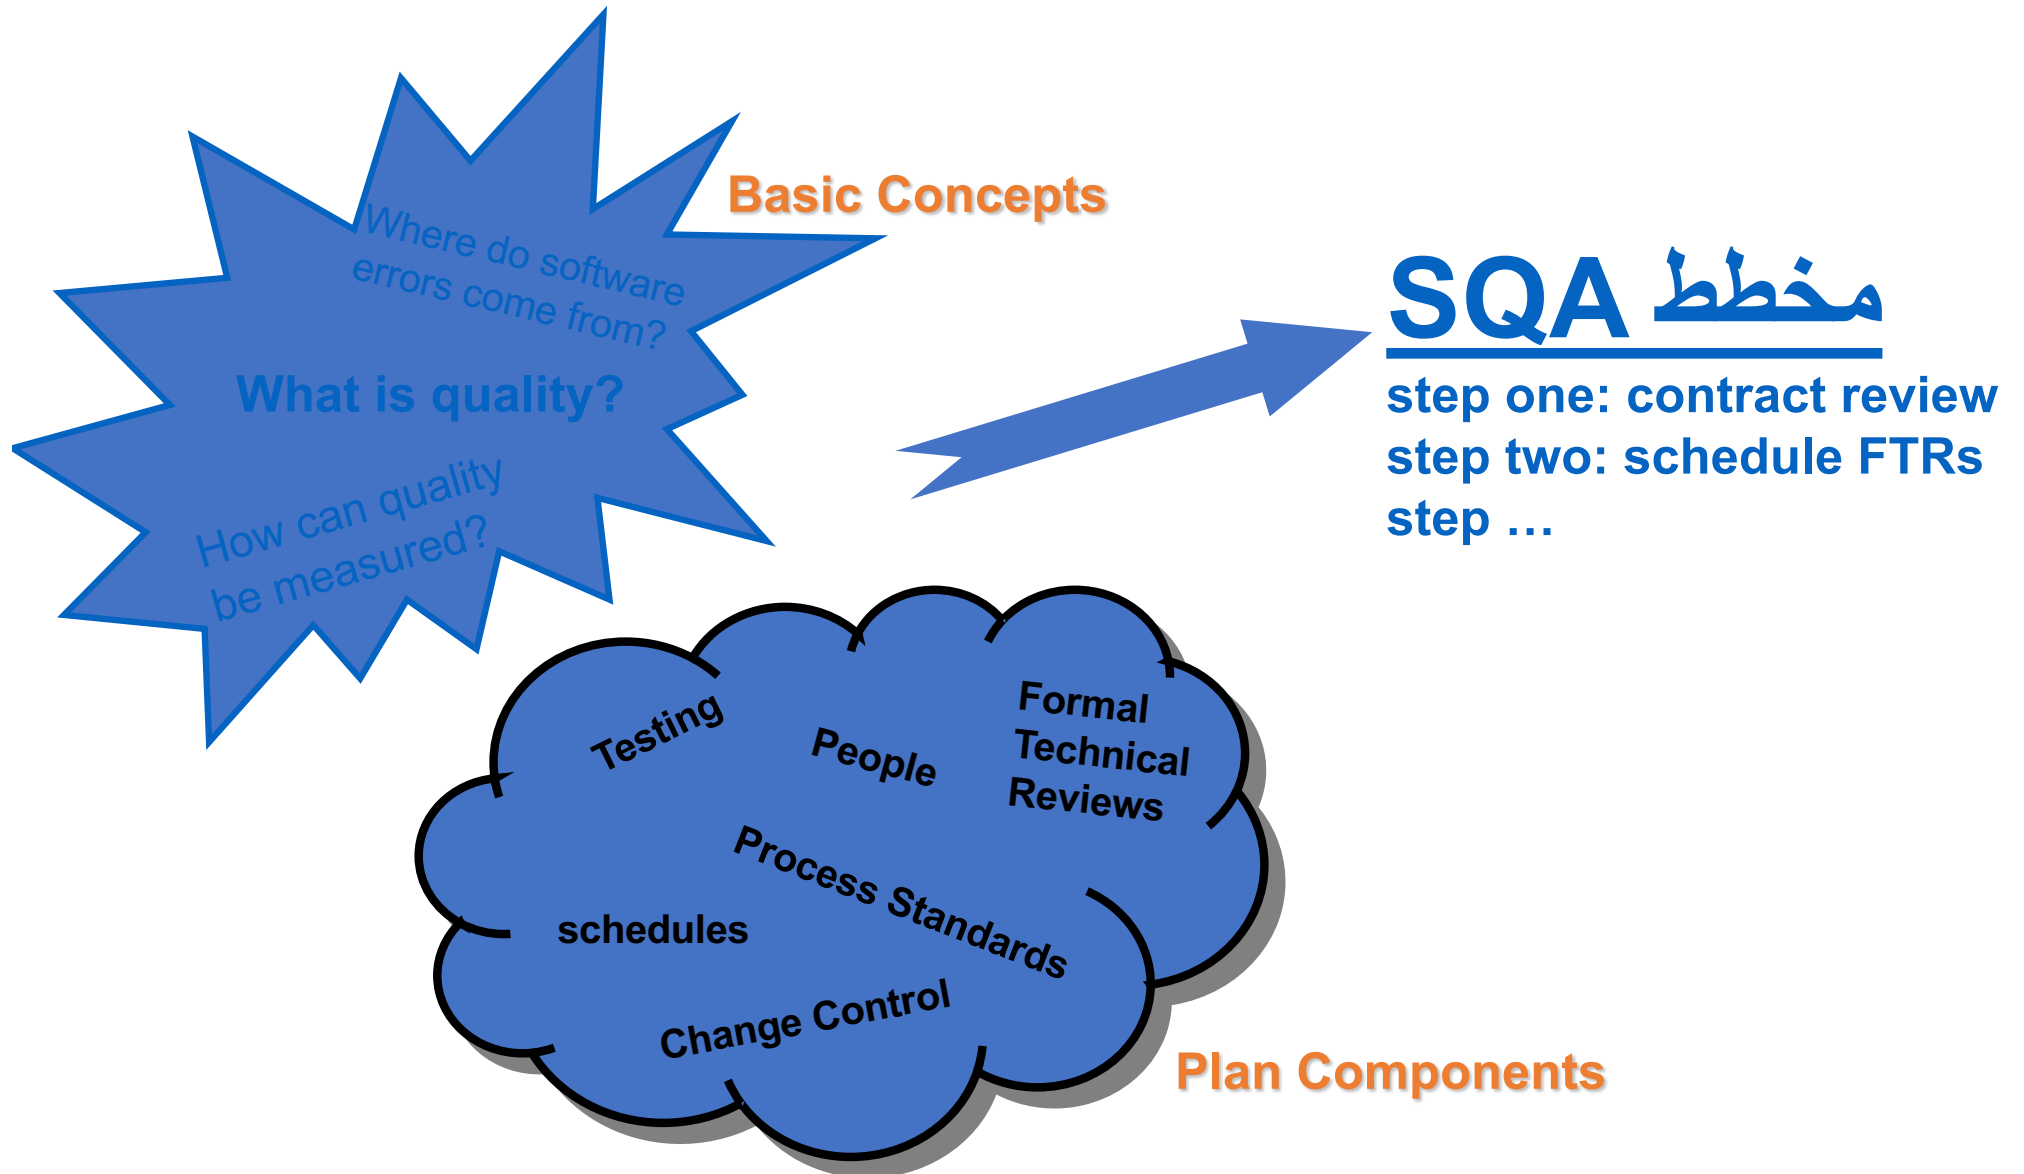 Basic Concepts
Where do software
errors come from?
What is quality?
How can quality
be measured?
مخطط SQA
step one: contract review
step two: schedule FTRs
step …
Testing
People
Formal
Technical
Reviews
Process Standards
schedules
Change Control
Plan Components